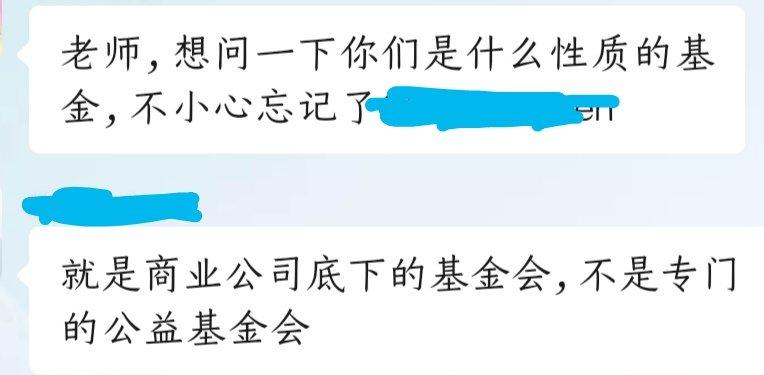 老师,想问一下你们是什么性质的基
金,不小心忘记了
就是商业公司底下的基金会,不是专门
的公益基金会